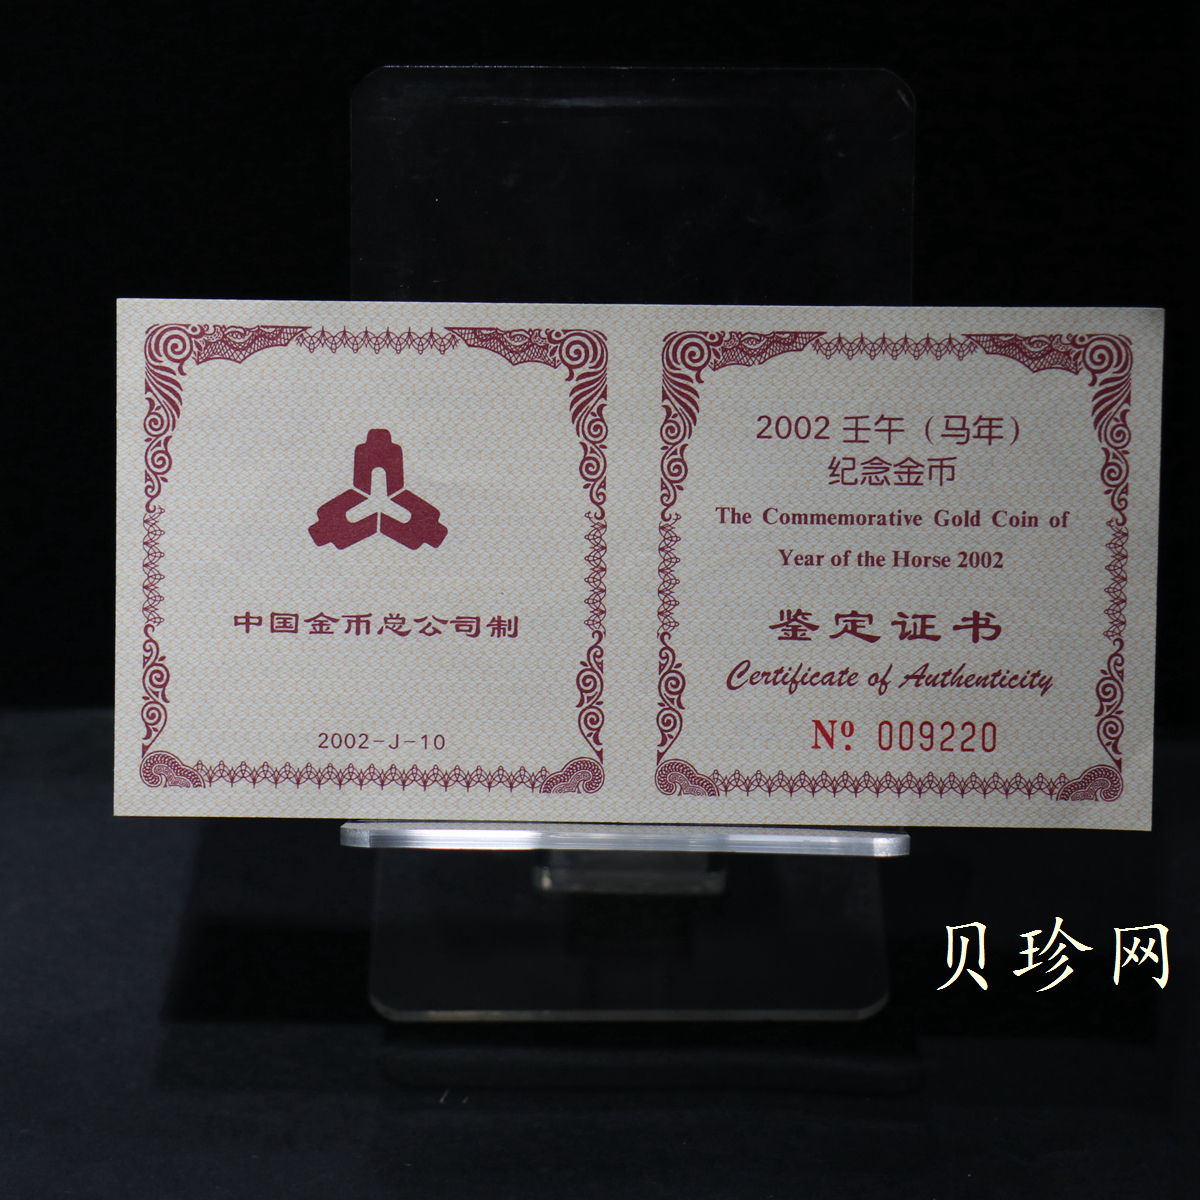 中国金币总公司制
2002-J-10
2002 壬午（马年）
纪念金币
The Commemorative Gold Coin of
Year of the Horse 2002
鉴定证书
Certificate of Authenticity
Nº. 009220
贝珍网